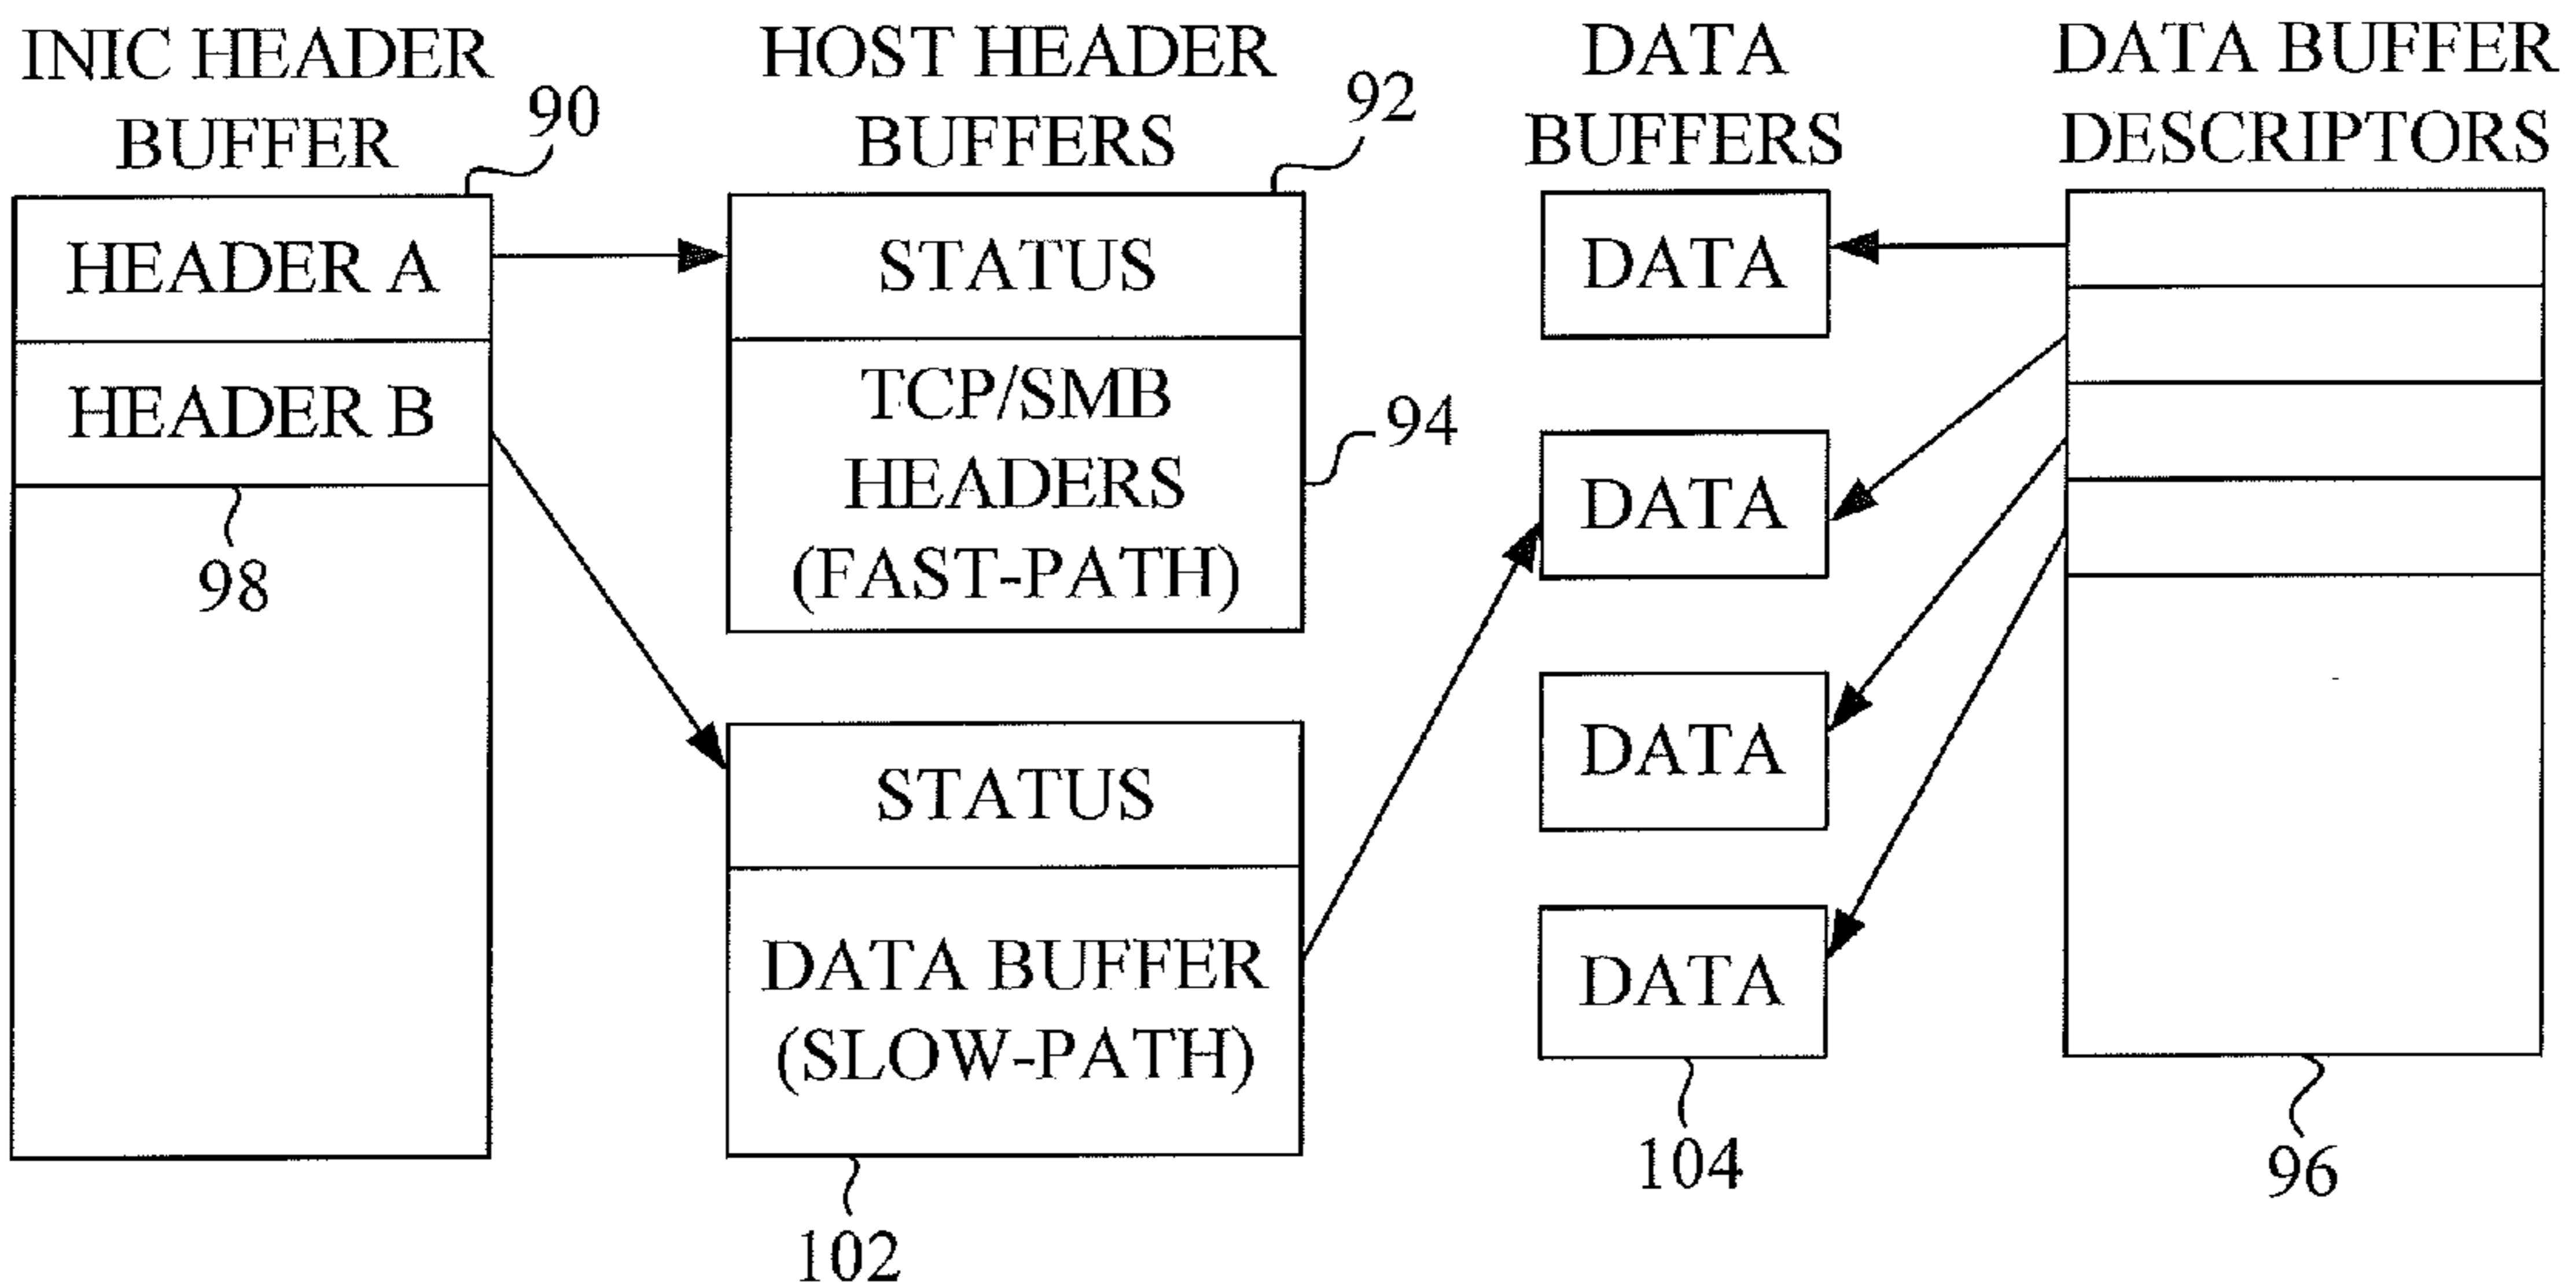 INIC HEADER
BUFFER
90
HEADER A
HEADER B
98
HOST HEADER
BUFFERS
92
STATUS
TCP/SMB
HEADERS
(FAST-PATH)
94
STATUS
DATA BUFFER
(SLOW-PATH)
102
DATA
BUFFERS
DATA
DATA
DATA
DATA
104
DATA BUFFER
DESCRIPTORS
96